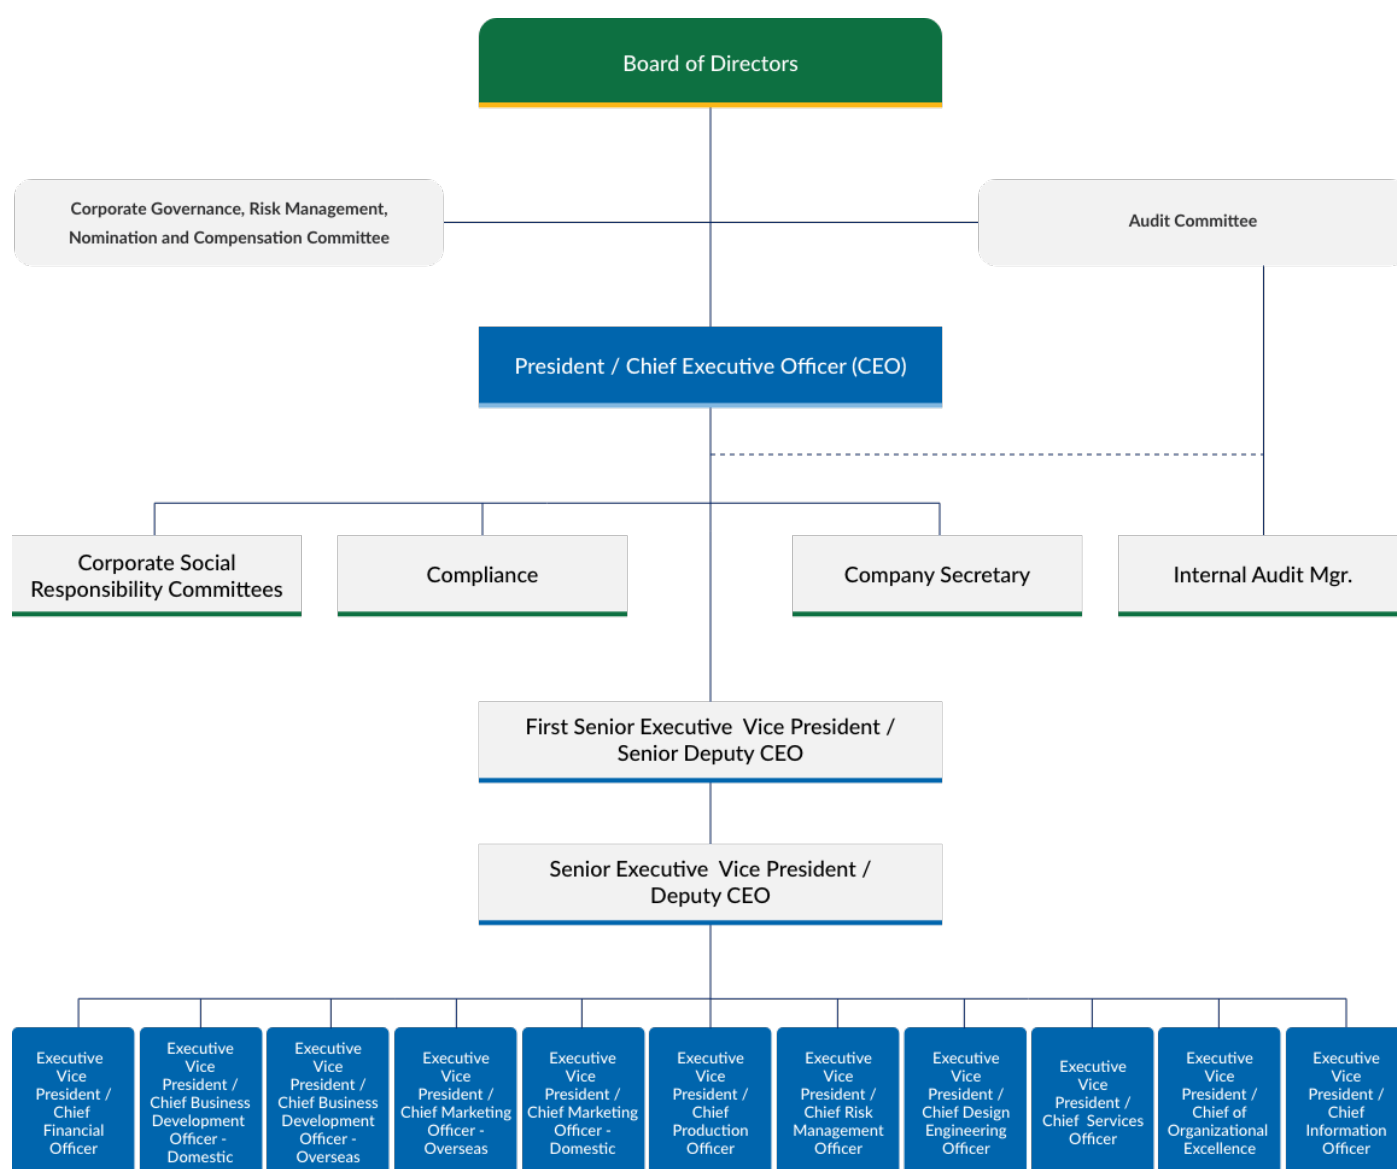 Board of Directors
Corporate Governance, Risk Management,
Nomination and Compensation Committee
Audit Committee
President / Chief Executive Officer (CEO)
Corporate Social
Responsibility Committees
Compliance
Company Secretary
Internal Audit Mgr.
First Senior Executive  Vice President /
Senior Deputy CEO
Senior Executive  Vice President /
Deputy CEO
Executive
Vice
President /
Chief
Financial
Officer
Executive
Vice
President /
Chief Business
Development
Officer -
Domestic
Executive
Vice
President /
Chief Business
Development
Officer -
Overseas
Executive
Vice
President /
Chief Marketing
Officer -
Overseas
Executive
Vice
President /
Chief Marketing
Officer -
Domestic
Executive
Vice
President /
Chief
Production
Officer
Executive
Vice
President /
Chief Risk
Management
Officer
Executive
Vice
President /
Chief Design
Engineering
Officer
Executive
Vice
President /
Chief  Services
Officer
Executive
Vice
President /
Chief of
Organizational
Excellence
Executive
Vice
President /
Chief
Information
Officer